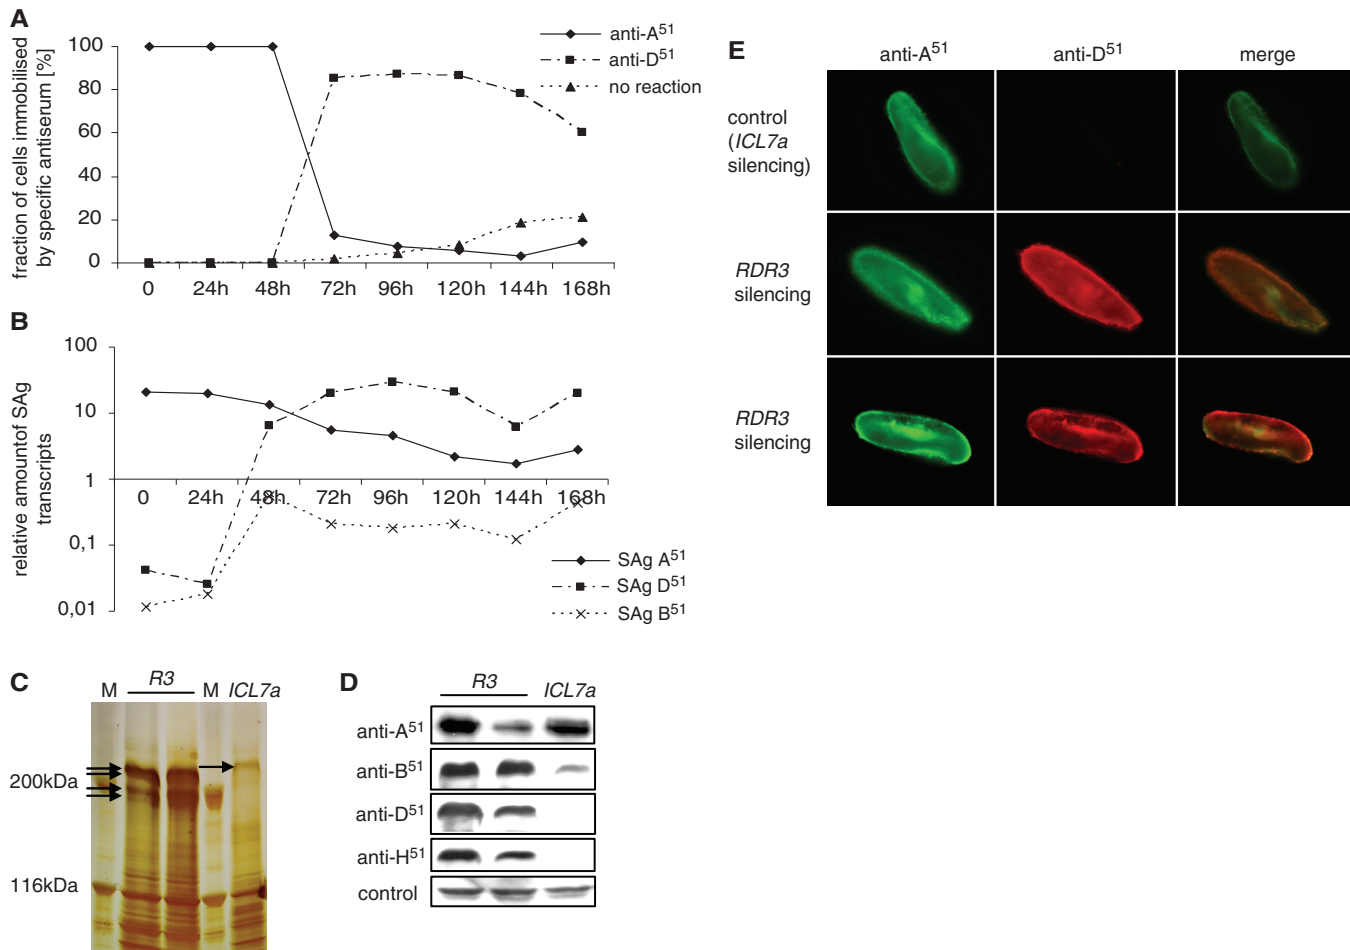 A
fraction of cells immobilised
by specific antiserum [%]
100
80
60
40
20
0
0 24h 48h 72h 96h 120h 144h 168h
anti-A51
anti-D51
no reaction
B
relative amountof SAg
transcripts
100
10
1
0,1
0,01
0 24h 48h 72h 96h 120h 144h 168h
SAg A51
SAg D51
SAg B51
C
M R3 M ICL7a
200kDa
116kDa
D
R3 ICL7a
anti-A51
anti-B51
anti-D51
anti-H51
control
E
anti-A51 anti-D51 merge
control
(ICL7a
silencing)
RDR3
silencing
RDR3
silencing